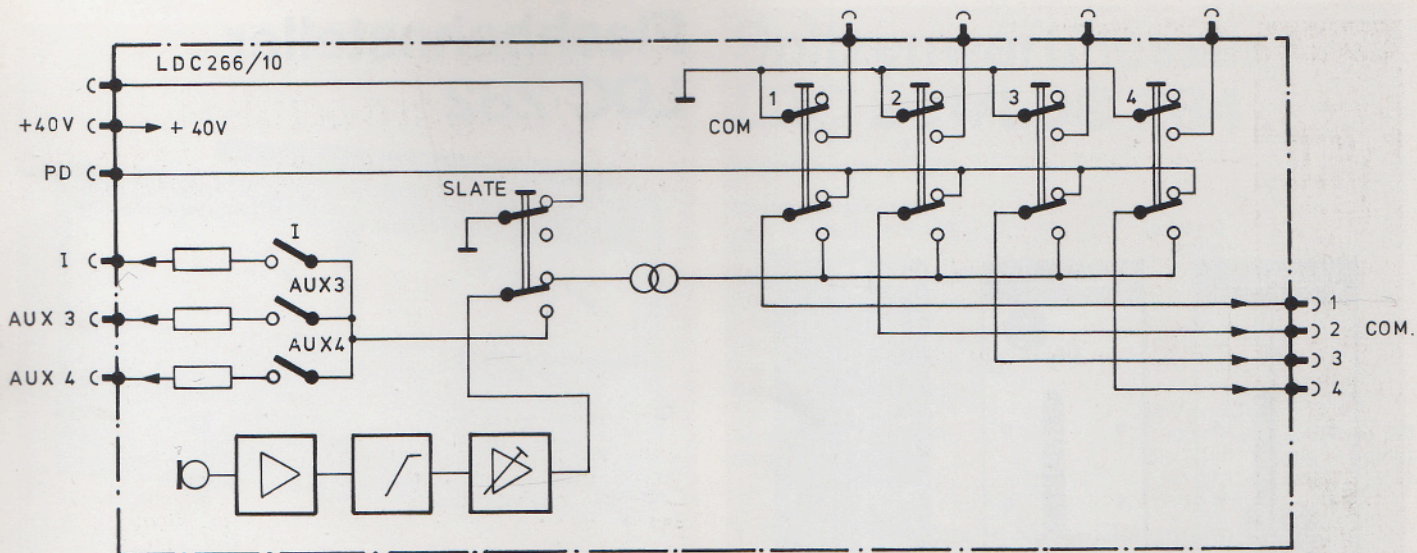 LDC266/10
+40V
+ 40V
PD
SLATE
COM
1
2
3
4
I
I
AUX3
AUX 3
AUX4
AUX 4
1
2
COM.
3
4